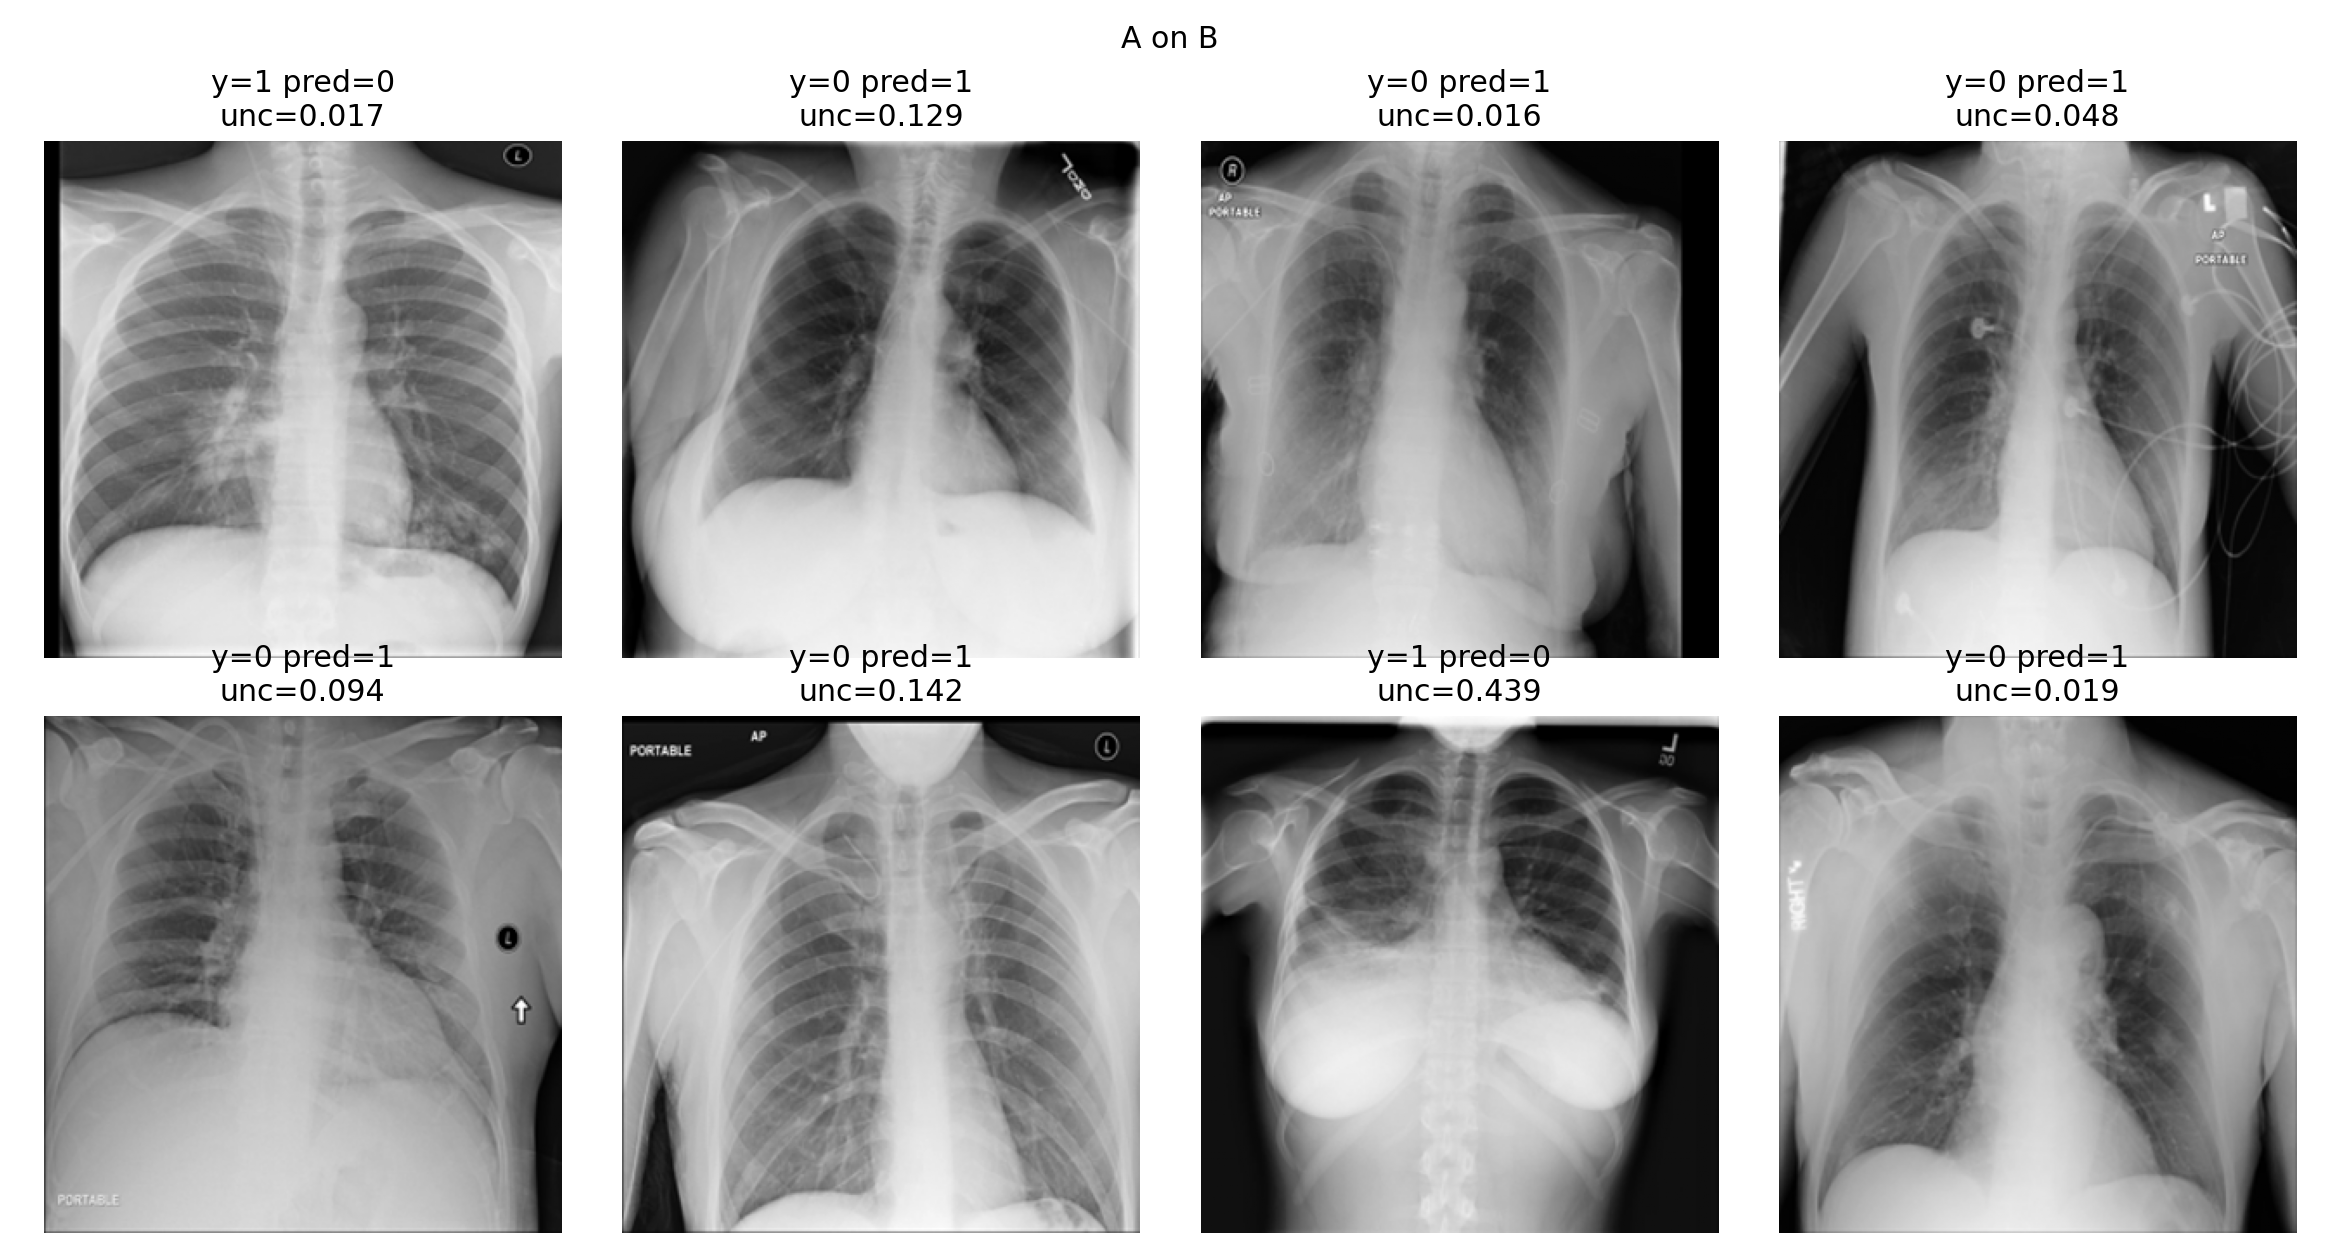 A on B
y=1 pred=0
unc=0.017
y=0 pred=1
unc=0.129
y=0 pred=1
unc=0.016
y=0 pred=1
unc=0.048
L
R
AP
PORTABLE
L
AP
PORTABLE
y=0 pred=1
unc=0.094
y=0 pred=1
unc=0.142
y=1 pred=0
unc=0.439
y=0 pred=1
unc=0.019
L
PORTABLE
PORTABLE
AP
L
L
RIGHT